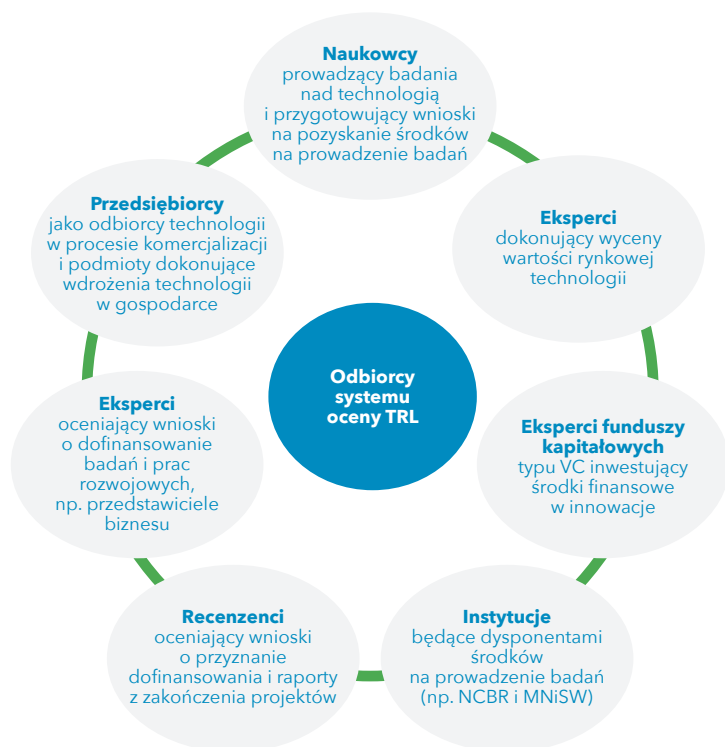 Naukowcy
prowadzący badania
nad technologią
i przygotowujący wnioski
na pozyskanie środków
na prowadzenie badań
Eksperci
dokonujący wyceny
wartości rynkowej
technologii
Eksperci funduszy
kapitałowych
typu VC inwestujący
środki finansowe
w innowacje
Instytucje
będące dysponentami
środków
na prowadzenie badań
(np. NCBR i MNiSW)
Recenzenci
oceniający wnioski
o przyznanie
dofinansowania i raporty
z zakończenia projektów
Eksperci
oceniający wnioski
o dofinansowanie
badań i prac
rozwojowych,
np. przedstawiciele
biznesu
Przedsiębiorcy
jako odbiorcy technologii
w procesie komercjalizacji
i podmioty dokonujące
wdrożenia technologii
w gospodarce
Odbiorcy
systemu
oceny TRL